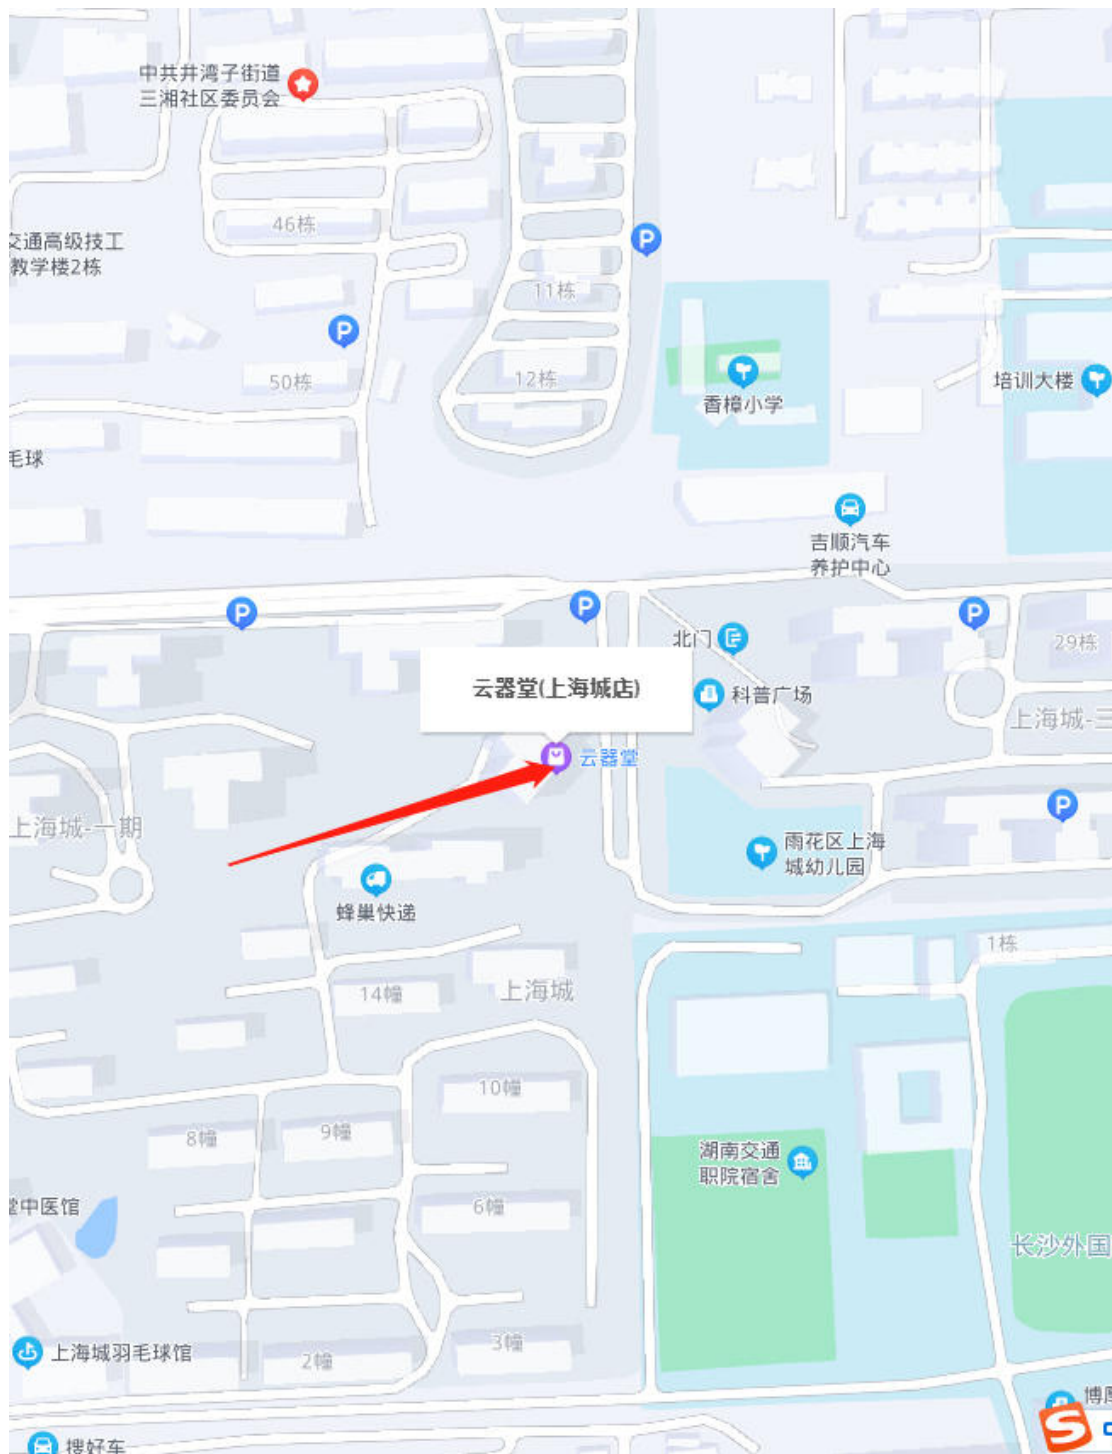 中共井湾子街道
三湘社区委员会
46栋
交通高级技工
教学楼2栋
P
11栋
P
50栋
12栋
香樟小学
培训大楼
毛球
吉顺汽车
养护中心
P
P
P
北门
29栋
云器堂(上海城店)
科普广场
上海城-三
云器堂
P
上海城-一期
雨花区上海
城幼儿园
蜂巢快递
1栋
14幢
上海城
10幢
8幢
9幢
湖南交通
职院宿舍
堂中医馆
6幢
长沙外国
上海城羽毛球馆
2幢
3幢
博厚
S
搜好车